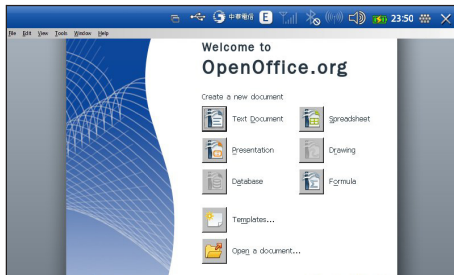 中華電信 E 23:50
File Edit View Tools Window Help
Welcome to
OpenOffice.org
Create a new document
Text Document Spreadsheet
Presentation Drawing
Database Formula
Templates...
Open a document...